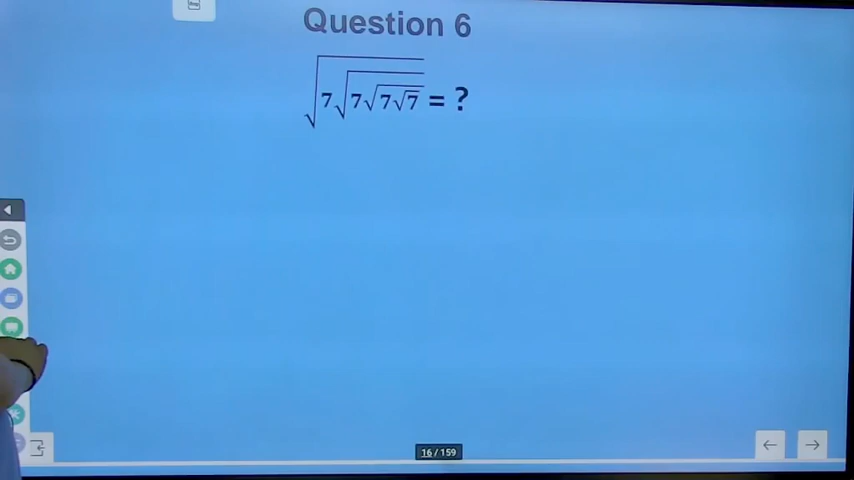 Question 6
√7√7√7√7 = ?
16 / 159